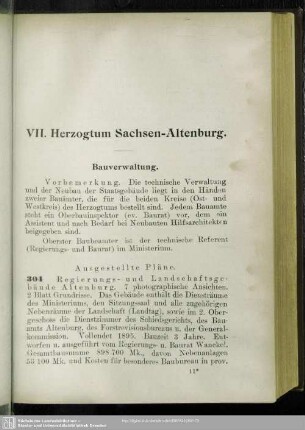 VII. Herzogtum Sachsen-Altenburg.
Bauverwaltung.
Vorbemerkung. Die technische Verwaltung
und der Neubau der Staatsgebäude liegt in den Händen
zweier Bauämter, die für die beiden Kreise (Ost- und
Westkreis) des Herzogtums bestellt sind. Jedem Bauamte
steht ein Oberbauinspektor (ev. Baurat) vor, dem ein
Assistent und nach Bedarf bei Neubauten Hilfsarchitekten
beigegeben sind.
Oberster Baubeamter ist der technische Referent
(Regierungs- und Baurat) im Ministerium.
Ausgestellte Pläne.
304 Regierungs- und Landschaftsge-
bäude Altenburg. 7 photographische Ansichten.
2 Blatt Grundrisse. Das Gebäude enthält die Diensträume
des Ministeriums, den Sitzungssaal und alle zugehörigen
Nebenräume der Landschaft (Landtag), sowie im 2. Ober-
geschoss die Diensträume des Schiedsgerichts, des Bau-
amts Altenburg, des Forstrevisionsbureaus u. der General-
kommission. Vollendet 1895. Bauzeit 3 Jahre. Ent-
worfen u. ausgeführt vom Regierungs- u. Baurat Wanckel.
Gesamtbausumme 898 700 Mk., davon Nebenanlagen
55 100 Mk. und Kosten für besonderes Baubureau in prov.
11*